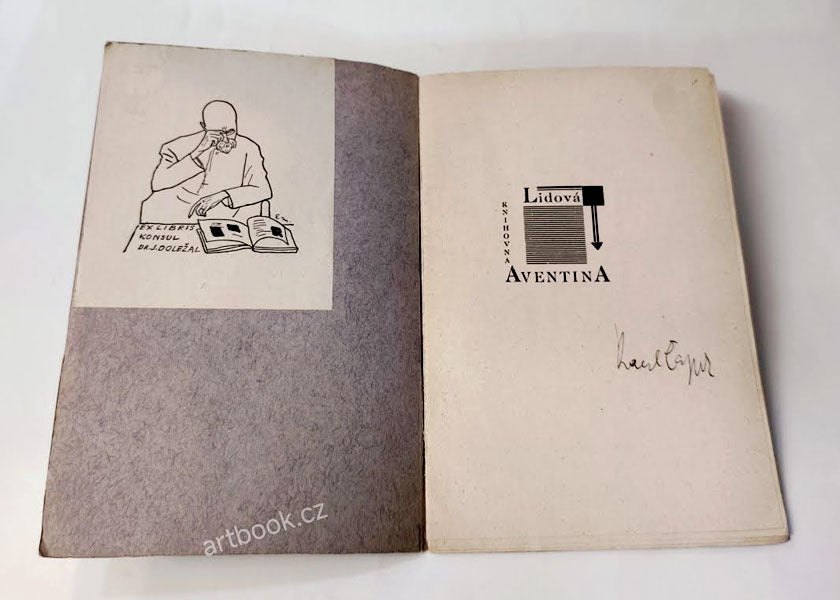 EX LIBRIS
KONSUL
DR.J.DOLEŽAL
Lidová
KNIHOVNA
AVENTINA
Karel Čapek
artbook.cz